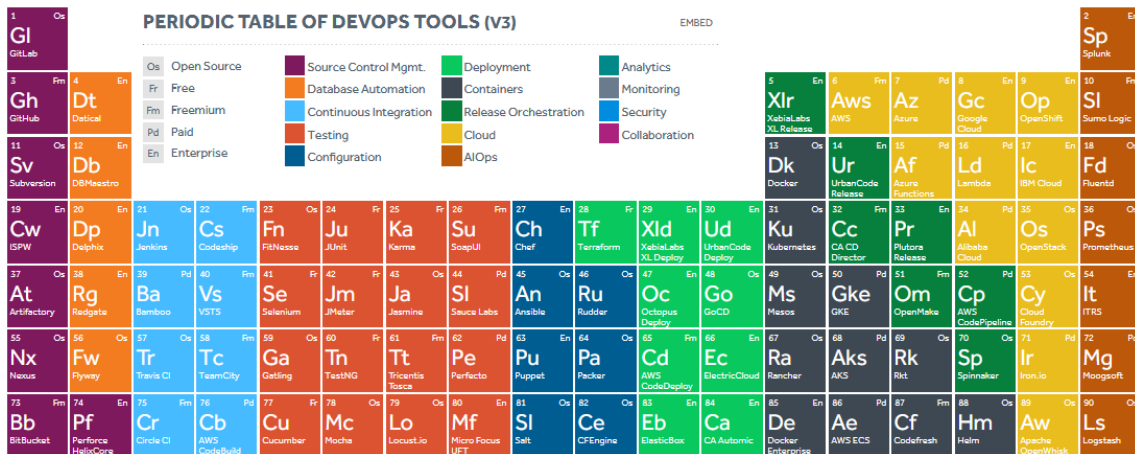 PERIODIC TABLE OF DEVOPS TOOLS (V3)
EMBED
Os Open Source
Fr Free
Fm Freemium
Pd Paid
En Enterprise
Source Control Mgmt.
Database Automation
Continuous Integration
Testing
Configuration
Deployment
Containers
Release Orchestration
Cloud
AIOps
Analytics
Monitoring
Security
Collaboration
1 Os
Gl
GitLab
2 En
Sp
Splunk
3 Fm
Gh
GitHub
4 En
Dt
Datical
5 En
Xlr
XebiaLabs
XL Release
6 Fm
Aws
AWS
7 Pd
Az
Azure
8 En
Gc
Google
Cloud
9 En
Op
OpenShift
10 Fm
Sl
Sumo Logic
11 Os
Sv
Subversion
12 En
Db
DBMaestro
13 Os
Dk
Docker
14 En
Ur
UrbanCode
Release
15 Pd
Af
Azure
Functions
16 Pd
Ld
Lambda
17 En
Ic
IBM Cloud
18 Os
Fd
Fluentd
19 En
Cw
ISPW
20 En
Dp
Delphix
21 Os
Jn
Jenkins
22 Fm
Cs
Codeship
23 Os
Fn
FitNesse
24 Fr
Ju
JUnit
25 Fr
Ka
Karma
26 Fm
Su
SoapUI
27 En
Ch
Chef
28 Fr
Tf
Terraform
29 En
Xld
XebiaLabs
XL Deploy
30 En
Ud
UrbanCode
Deploy
31 Os
Ku
Kubernetes
32 Fm
Cc
CA CD
Director
33 En
Pr
Plutora
Release
34 Pd
Al
Alibaba
Cloud
35 Os
Os
OpenStack
36 Os
Ps
Prometheus
37 Os
At
Artifactory
38 En
Rg
Redgate
39 Pd
Ba
Bamboo
40 Fm
Vs
VSTS
41 Fr
Se
Selenium
42 Fr
Jm
JMeter
43 Os
Ja
Jasmine
44 Pd
Sl
Sauce Labs
45 Os
An
Ansible
46 Os
Ru
Rudder
47 En
Oc
Octopus
Deploy
48 Os
Go
GoCD
49 Os
Ms
Mesos
50 Pd
Gke
GKE
51 Fm
Om
OpenMake
52 Pd
Cp
AWS
CodePipeline
53 Os
Cy
Cloud
Foundry
54 En
It
ITRS
55 Os
Nx
Nexus
56 Os
Fw
Flyway
57 Os
Tr
Travis CI
58 Fm
Tc
TeamCity
59 Os
Ga
Gatling
60 Fr
Tn
TestNG
61 Fm
Tt
Tricentis
Tosca
62 Pd
Pe
Perfecto
63 En
Pu
Puppet
64 Os
Pa
Packer
65 Fm
Cd
AWS
CodeDeploy
66 En
Ec
ElectricCloud
67 Os
Ra
Rancher
68 Pd
Aks
AKS
69 Os
Rk
Rkt
70 Os
Sp
Spinnaker
71 Pd
Ir
Iron.io
72 Pd
Mg
Moogsoft
73 Fm
Bb
BitBucket
74 En
Pf
Perforce
HelixCore
75 Fm
Cr
Circle CI
76 Pd
Cb
AWS
CodeBuild
77 Fr
Cu
Cucumber
78 Os
Mc
Mocha
79 Os
Lo
Locust.io
80 En
Mf
Micro Focus
UFT
81 Os
Sl
Salt
82 Os
Ce
CFEngine
83 En
Eb
ElasticBox
84 En
Ca
CA Automic
85 En
De
Docker
Enterprise
86 Pd
Ae
AWS ECS
87 Fm
Cf
Codefresh
88 Os
Hm
Helm
89 Os
Aw
Apache
OpenWhisk
90 Os
Ls
Logstash